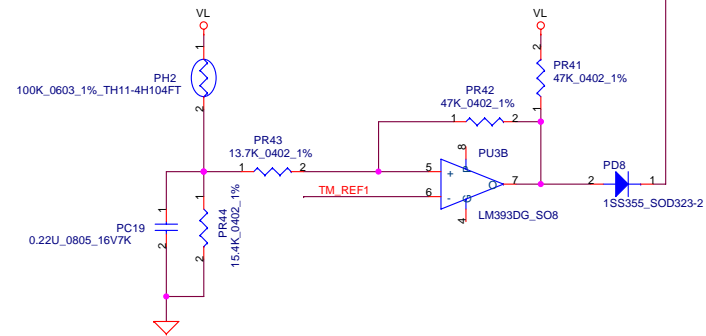 VL
VL
1
2
PH2
100K_0603_1%_TH11-4H104FT
2
1
PR41
47K_0402_1%
PR42
47K_0402_1%
1
2
PR43
13.7K_0402_1%
1
2
8
PU3B
5
+
P
6
-
G
O
7
4
LM393DG_SO8
TM_REF1
PD8
2
1
1SS355_SOD323-2
1
2
PC19
0.22U_0805_16V7K
1
2
PR44
15.4K_0402_1%